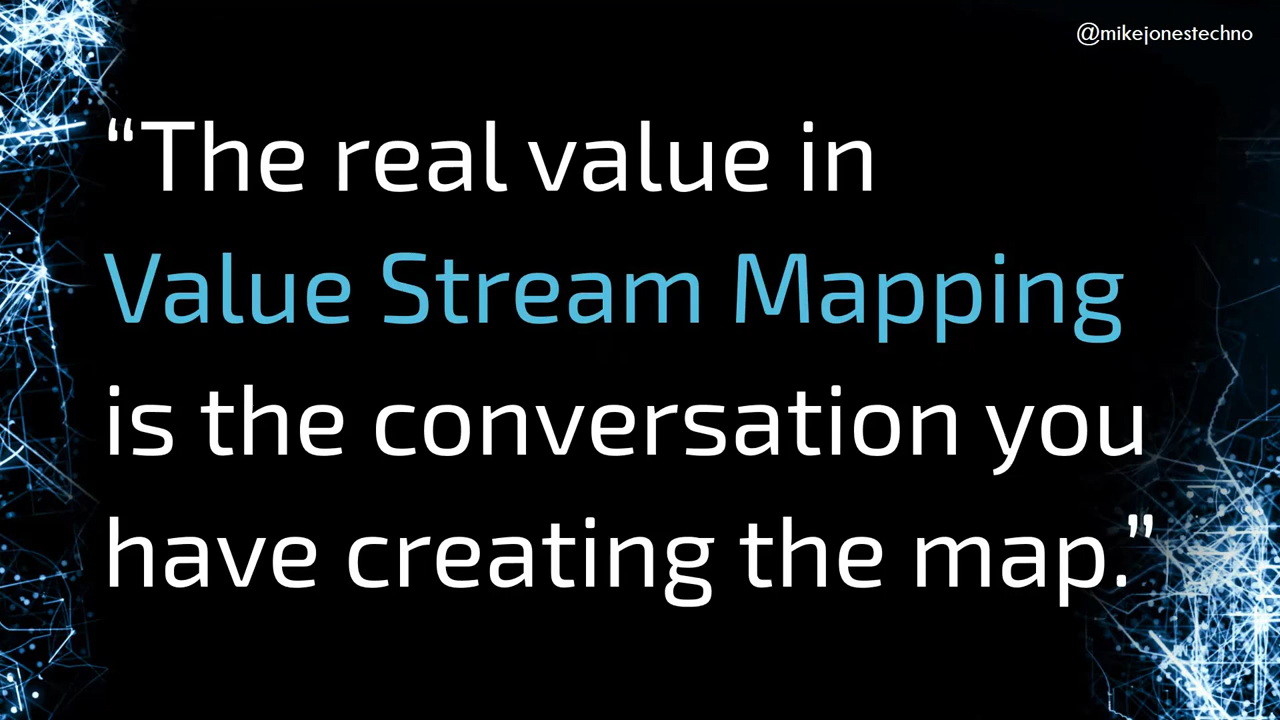 @mikejonestechno
“The real value in
Value Stream Mapping
is the conversation you
have creating the map.”